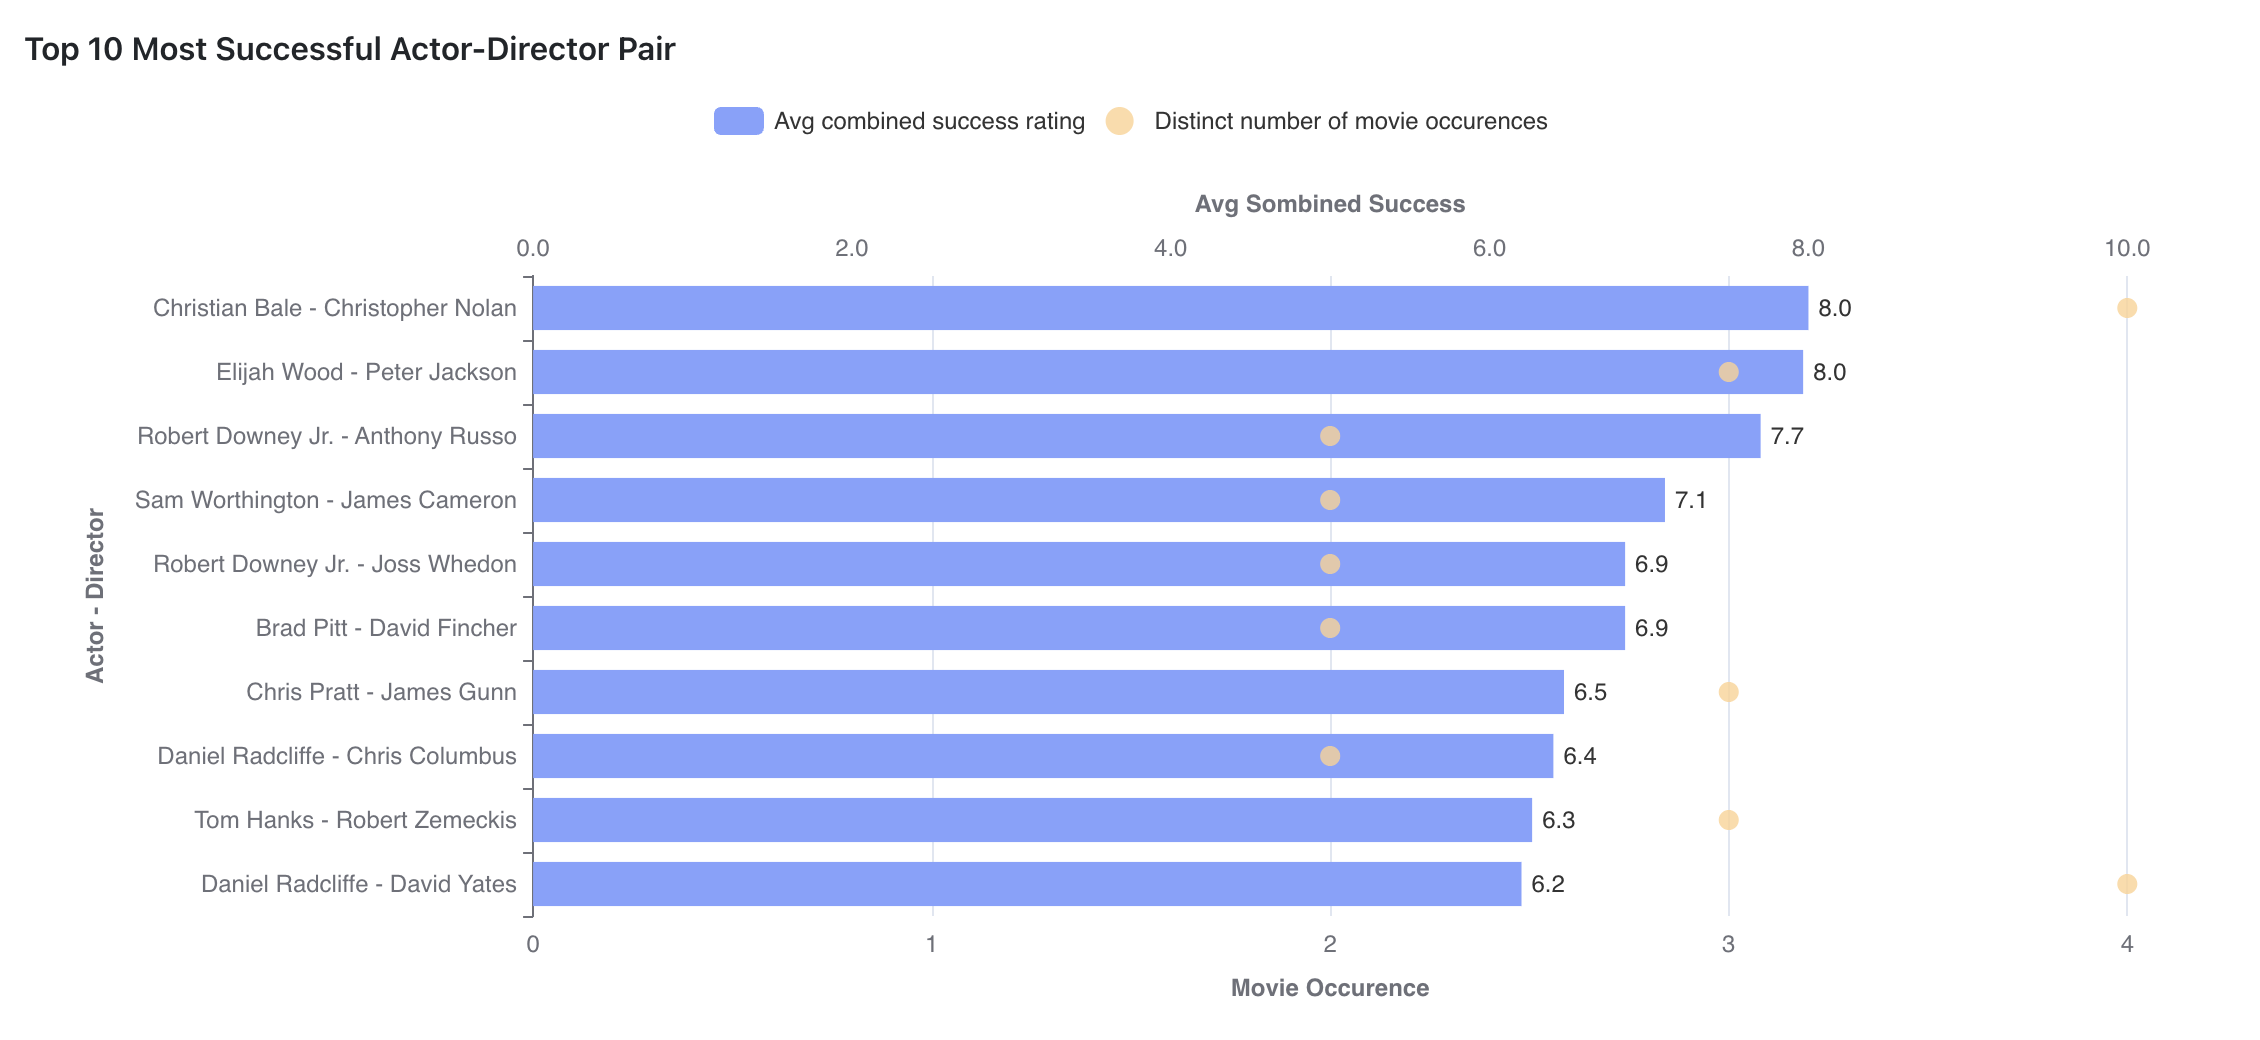 Top 10 Most Successful Actor-Director Pair
Avg combined success rating
Distinct number of movie occurences
Avg Sombined Success
0.0 2.0 4.0 6.0 8.0 10.0
Actor - Director
Christian Bale - Christopher Nolan 8.0
Elijah Wood - Peter Jackson 8.0
Robert Downey Jr. - Anthony Russo 7.7
Sam Worthington - James Cameron 7.1
Robert Downey Jr. - Joss Whedon 6.9
Brad Pitt - David Fincher 6.9
Chris Pratt - James Gunn 6.5
Daniel Radcliffe - Chris Columbus 6.4
Tom Hanks - Robert Zemeckis 6.3
Daniel Radcliffe - David Yates 6.2
0 1 2 3 4
Movie Occurence